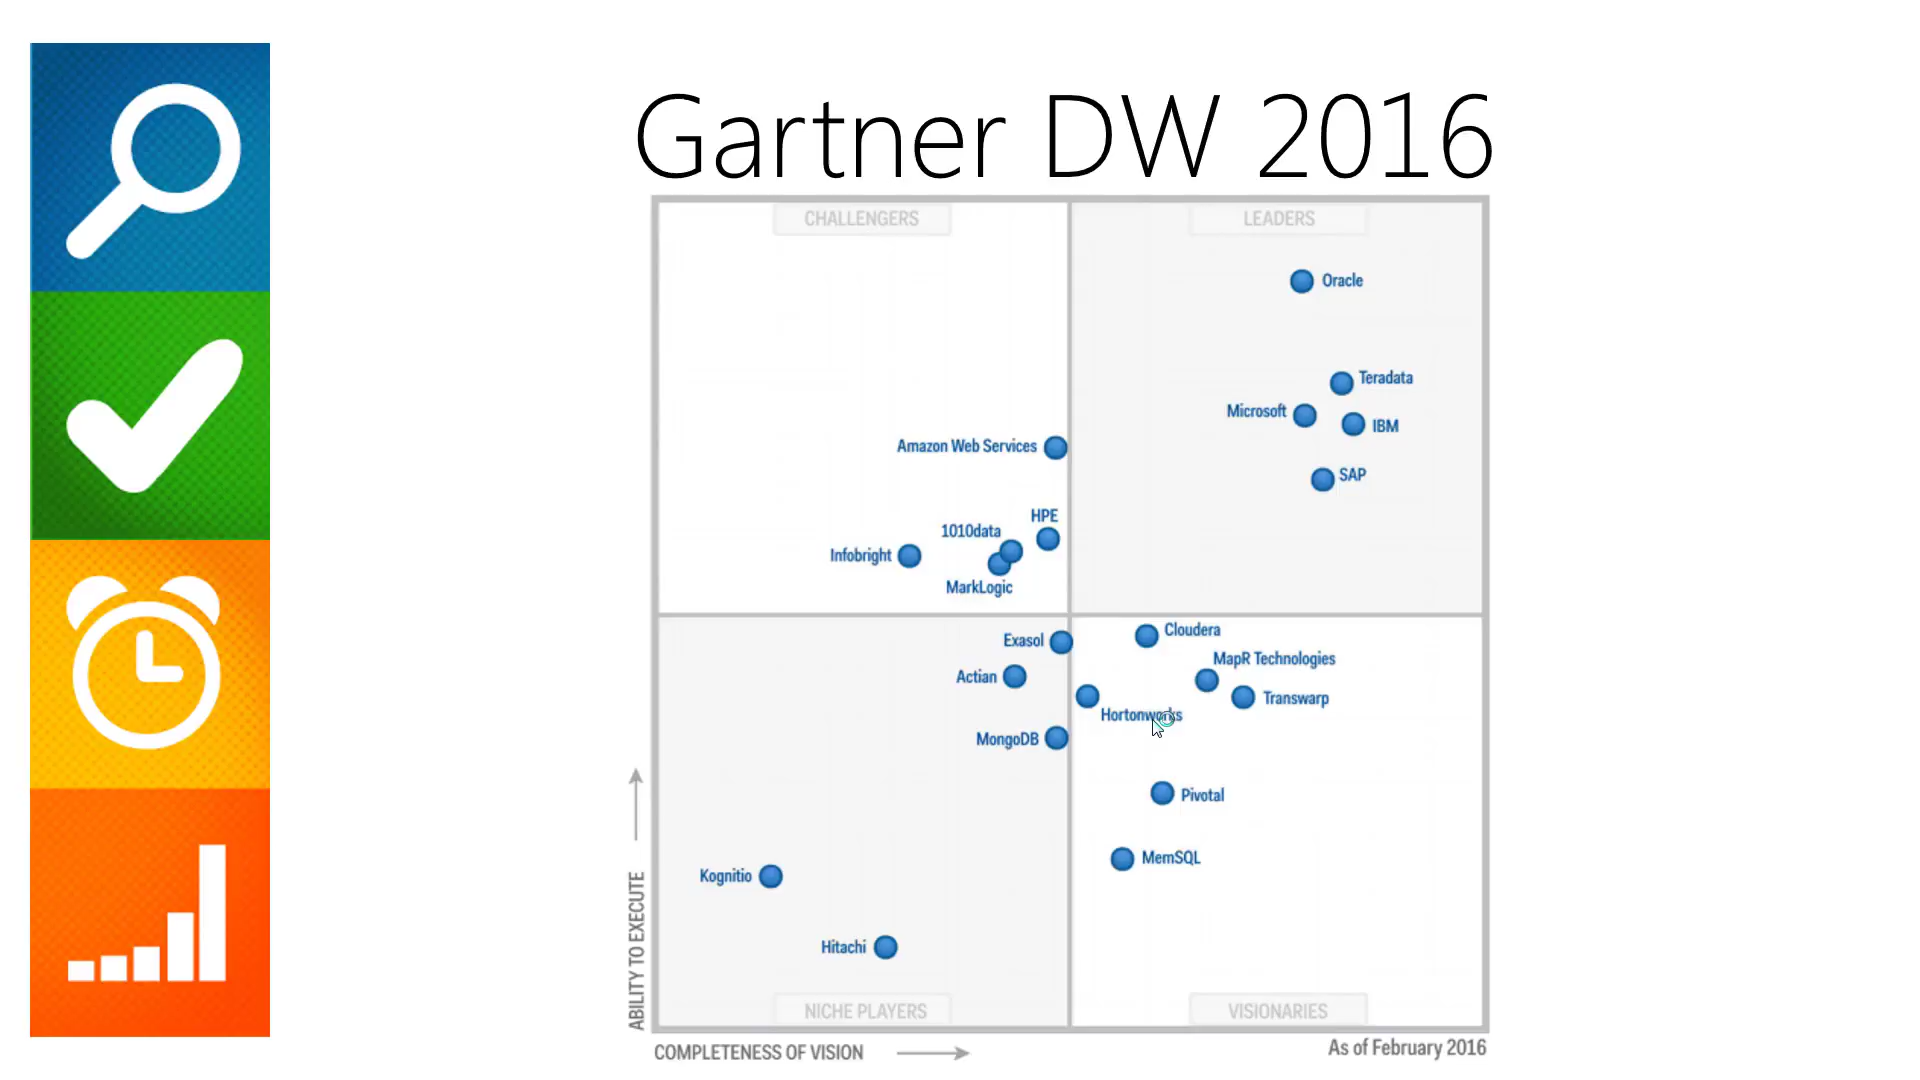 Gartner DW 2016
CHALLENGERS
LEADERS
Oracle
Teradata
Microsoft
IBM
Amazon Web Services
SAP
HPE
1010data
Infobright
MarkLogic
Exasol
Cloudera
MapR Technologies
Actian
Transwarp
Hortonworks
MongoDB
Pivotal
MemSQL
Kognitio
Hitachi
ABILITY TO EXECUTE
NICHE PLAYERS
VISIONARIES
COMPLETENESS OF VISION
As of February 2016